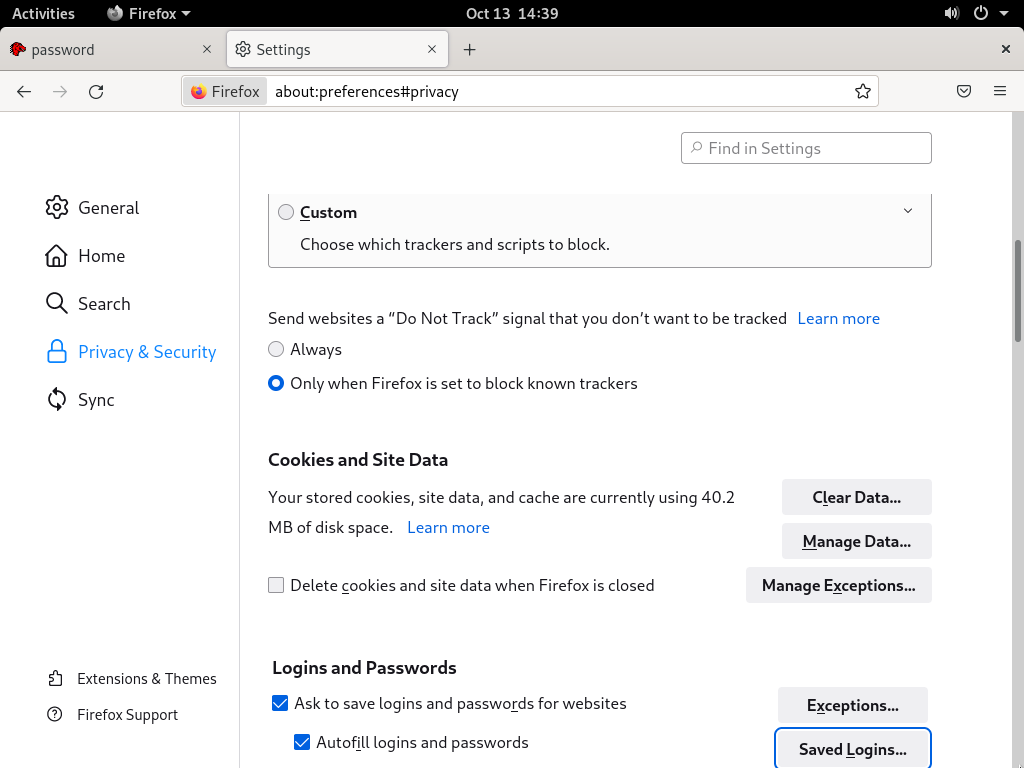 Activities Firefox Oct 13 14:39
password Settings
Firefox about:preferences#privacy
Find in Settings
General
Home
Search
Privacy & Security
Sync
Extensions & Themes
Firefox Support
Custom
Choose which trackers and scripts to block.
Send websites a “Do Not Track” signal that you don’t want to be tracked Learn more
Always
Only when Firefox is set to block known trackers
Cookies and Site Data
Your stored cookies, site data, and cache are currently using 40.2
MB of disk space. Learn more
Clear Data...
Manage Data...
Delete cookies and site data when Firefox is closed
Manage Exceptions...
Logins and Passwords
Ask to save logins and passwords for websites
Exceptions...
Autofill logins and passwords
Saved Logins...